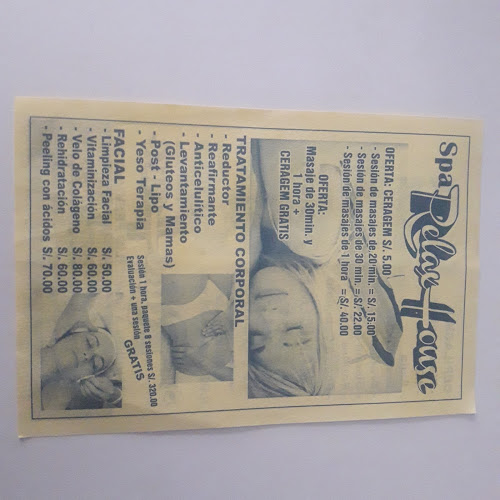 Spa Relax House
OFERTA: CERAGEM S/. 5.00
- Sesión de masajes de 20 min. = S/. 15.00
- Sesión de masajes de 30 min. = S/. 22.00
- Sesión de masajes de 1 hora = S/. 40.00
OFERTA:
Masaje de 30min. y
1 hora +
CERAGEM GRATIS
TRATAMIENTO CORPORAL
- Reductor
- Reafirmante
- Anticelulitico
- Levantamiento
(Gluteos y Mamas)
- Post - Lipo
- Yeso Terapia
Sesión 1 hora, paquete 8 sesiones S/. 320.00
Evaluación + una sesión GRATIS
FACIAL
- Limpieza Facial S/. 50.00
- Vitaminización S/. 60.00
- Velo de Colágeno S/. 80.00
- Rehidratación S/. 60.00
- Peeling con ácidos S/. 70.00